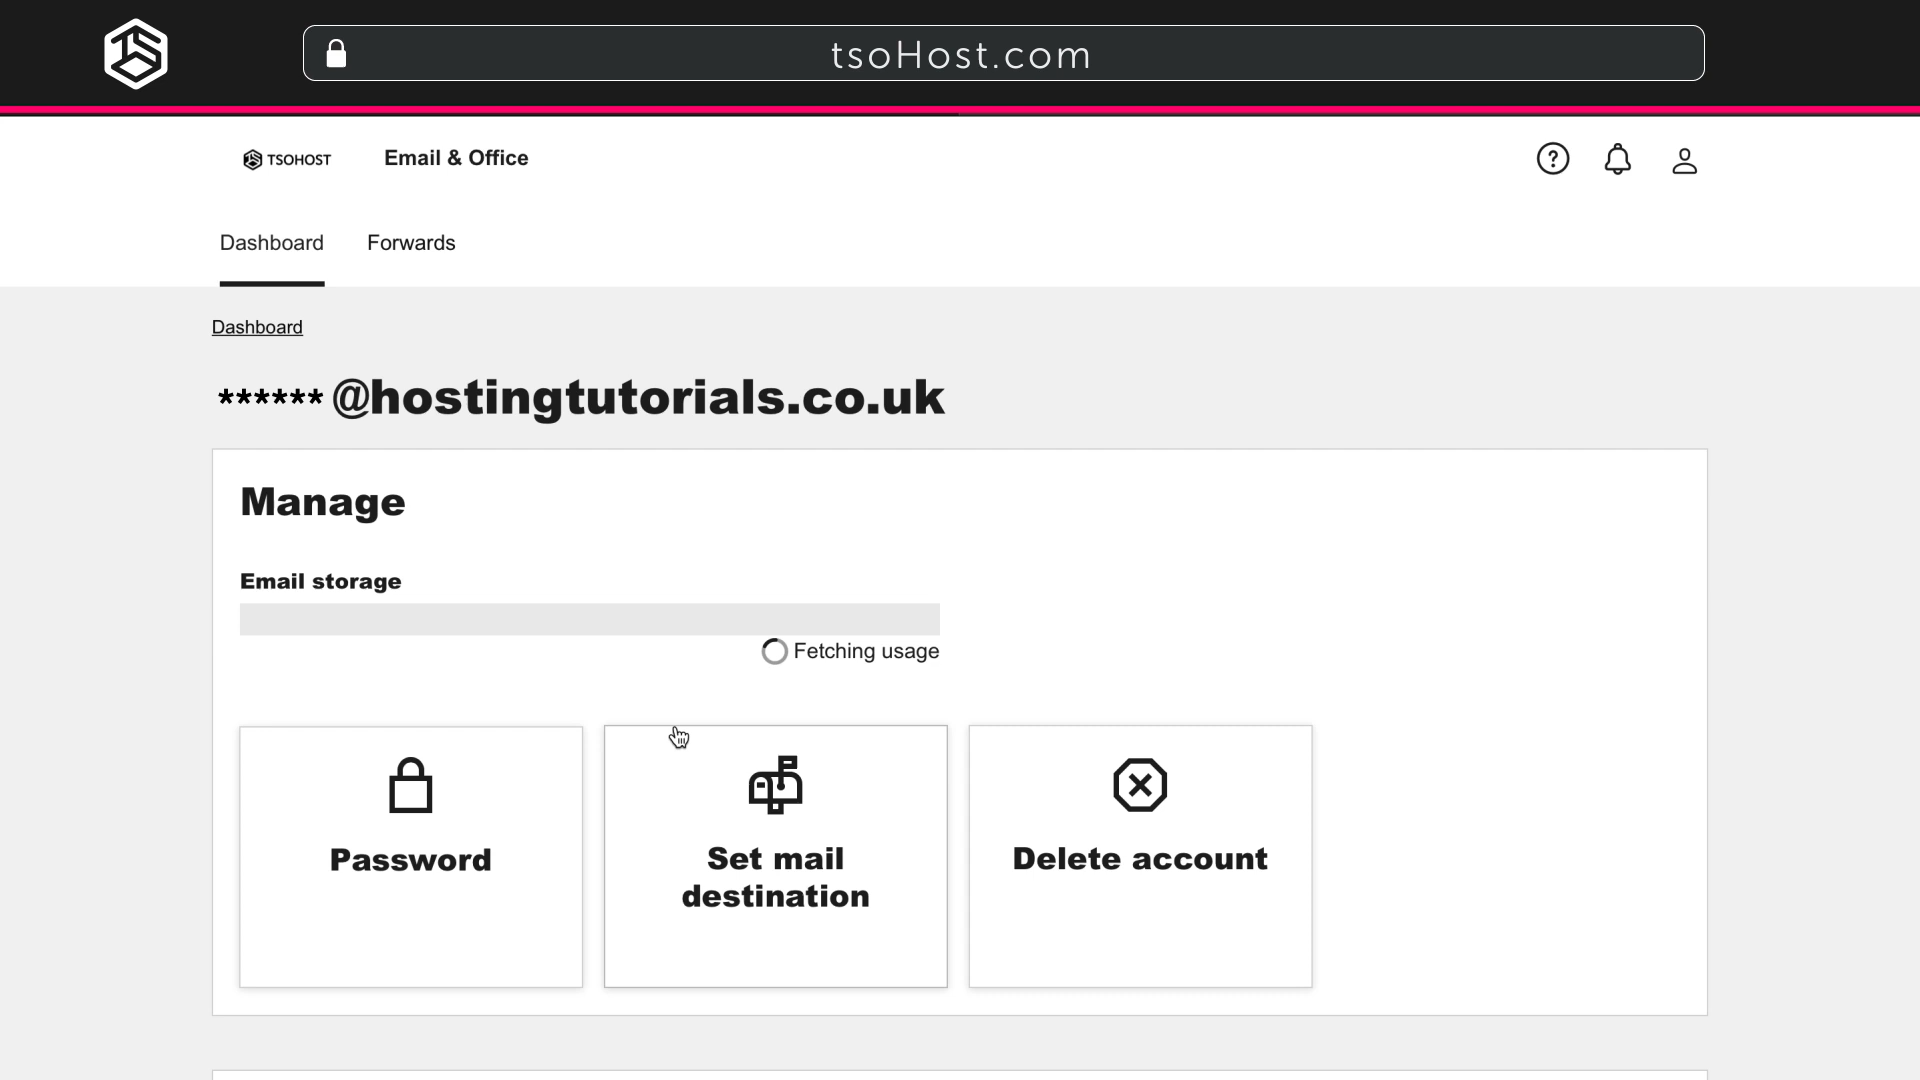 tsoHost.com
TSOHOST
Email & Office
?
Dashboard
Forwards
Dashboard
******@hostingtutorials.co.uk
Manage
Email storage
Fetching usage
Password
Set mail
destination
Delete account